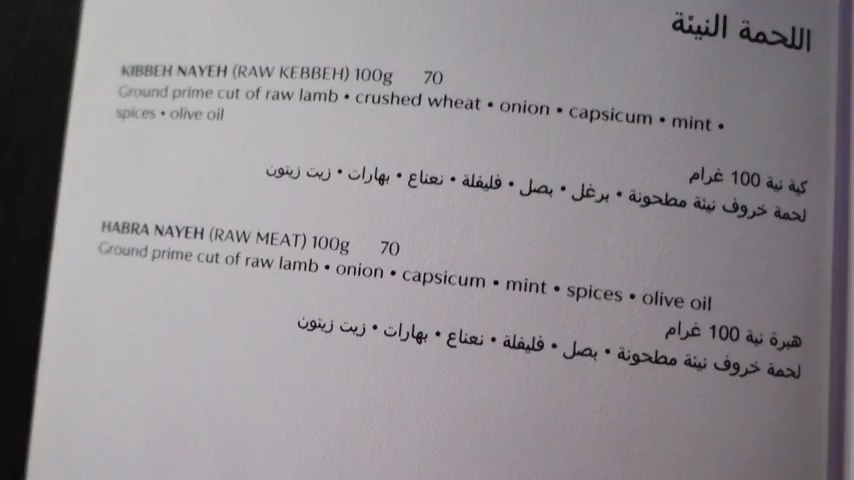 اللحمة النيئة
KIBBEH NAYEH (RAW KEBBEH) 100g 70
Ground prime cut of raw lamb • crushed wheat • onion • capsicum • mint •
spices • olive oil
كبة نية 100 غرام
لحمة خروف نيئة مطحونة • برغل • بصل • فليفلة • نعناع • بهارات • زيت زيتون
HABRA NAYEH (RAW MEAT) 100g 70
Ground prime cut of raw lamb • onion • capsicum • mint • spices • olive oil
هبرة نية 100 غرام
لحمة خروف نيئة مطحونة • بصل • فليفلة • نعناع • بهارات • زيت زيتون